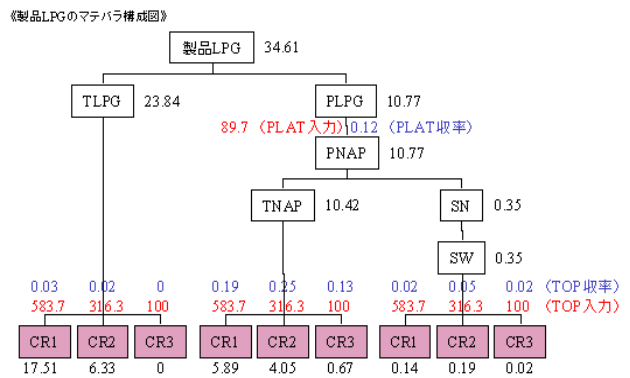 《製品LPGのマテバラ構成図》
製品LPG 34.61
TLPG 23.84 PLPG 10.77
89.7 (PLAT入力) 0.12 (PLAT収率)
PNAP 10.77
TNAP 10.42 SN 0.35
SW 0.35
0.03 0.02 0 0.19 0.25 0.13 0.02 0.05 0.02 (TOP収率)
583.7 316.3 100 583.7 316.3 100 583.7 316.3 100 (TOP入力)
CR1 CR2 CR3 CR1 CR2 CR3 CR1 CR2 CR3
17.51 6.33 0 5.89 4.05 0.67 0.14 0.19 0.02